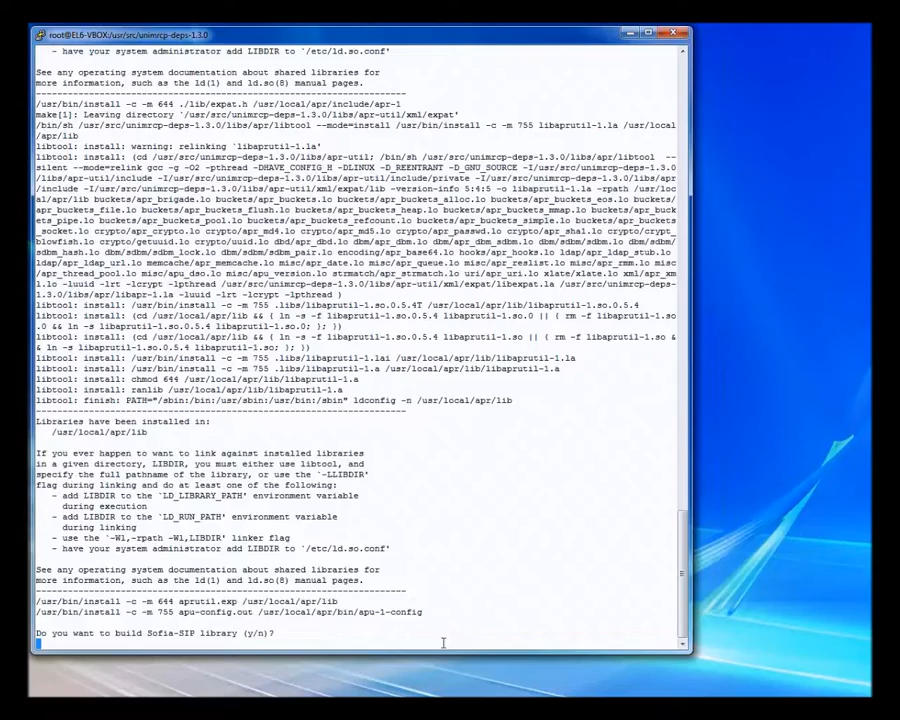 root@EL6-VBOX:/usr/src/unimrcp-deps-1.3.0
- have your system administrator add LIBDIR to `/etc/ld.so.conf'
See any operating system documentation about shared libraries for
more information, such as the ld(1) and ld.so(8) manual pages.
----------------------------------------------------------------------
/usr/bin/install -c -m 644 ./lib/expat.h /usr/local/apr/include/apr-1
make[1]: Leaving directory `/usr/src/unimrcp-deps-1.3.0/libs/apr-util/xml/expat'
/bin/sh /usr/src/unimrcp-deps-1.3.0/libs/apr/libtool --mode=install /usr/bin/install -c -m 755 libaprutil-1.la /usr/local
/apr/lib
libtool: install: warning: relinking `libaprutil-1.la'
libtool: install: (cd /usr/src/unimrcp-deps-1.3.0/libs/apr-util; /bin/sh /usr/src/unimrcp-deps-1.3.0/libs/apr/libtool --
silent --mode=relink gcc -g -O2 -pthread -DHAVE_CONFIG_H -DLINUX -D_REENTRANT -D_GNU_SOURCE -I/usr/src/unimrcp-deps-1.3.
0/libs/apr-util/include -I/usr/src/unimrcp-deps-1.3.0/libs/apr-util/include/private -I/usr/src/unimrcp-deps-1.3.0/libs/apr
/include -I/usr/src/unimrcp-deps-1.3.0/libs/apr-util/xml/expat/lib -version-info 5:4:5 -o libaprutil-1.la -rpath /usr/loc
al/apr/lib buckets/apr_brigade.lo buckets/apr_buckets.lo buckets/apr_buckets_alloc.lo buckets/apr_buckets_eos.lo buckets/
apr_buckets_file.lo buckets/apr_buckets_flush.lo buckets/apr_buckets_heap.lo buckets/apr_buckets_mmap.lo buckets/apr_buck
ets_pipe.lo buckets/apr_buckets_pool.lo buckets/apr_buckets_refcount.lo buckets/apr_buckets_simple.lo buckets/apr_buckets
_socket.lo crypto/apr_crypto.lo crypto/apr_md4.lo crypto/apr_md5.lo crypto/apr_passwd.lo crypto/apr_sha1.lo crypto/crypt_
blowfish.lo crypto/getuuid.lo crypto/uuid.lo dbd/apr_dbd.lo dbm/apr_dbm.lo dbm/apr_dbm_sdbm.lo dbm/sdbm/sdbm.lo dbm/sdbm/
sdbm_hash.lo dbm/sdbm/sdbm_lock.lo dbm/sdbm/sdbm_pair.lo encoding/apr_base64.lo hooks/apr_hooks.lo ldap/apr_ldap_stub.lo
ldap/apr_ldap_url.lo memcache/apr_memcache.lo misc/apr_date.lo misc/apr_queue.lo misc/apr_reslist.lo misc/apr_rmm.lo misc
/apr_thread_pool.lo misc/apu_dso.lo misc/apu_version.lo strmatch/apr_strmatch.lo uri/apr_uri.lo xlate/xlate.lo xml/apr_xm
l.lo -luuid -lrt -lcrypt -lpthread /usr/src/unimrcp-deps-1.3.0/libs/apr-util/xml/expat/libexpat.la /usr/src/unimrcp-deps-
1.3.0/libs/apr/libapr-1.la -luuid -lrt -lcrypt -lpthread )
libtool: install: /usr/bin/install -c -m 755 .libs/libaprutil-1.so.0.5.4T /usr/local/apr/lib/libaprutil-1.so.0.5.4
libtool: install: (cd /usr/local/apr/lib && { ln -s -f libaprutil-1.so.0.5.4 libaprutil-1.so.0 || { rm -f libaprutil-1.so
.0 && ln -s libaprutil-1.so.0.5.4 libaprutil-1.so.0; }; })
libtool: install: (cd /usr/local/apr/lib && { ln -s -f libaprutil-1.so.0.5.4 libaprutil-1.so || { rm -f libaprutil-1.so &
& ln -s libaprutil-1.so.0.5.4 libaprutil-1.so; }; })
libtool: install: /usr/bin/install -c -m 755 .libs/libaprutil-1.lai /usr/local/apr/lib/libaprutil-1.la
libtool: install: /usr/bin/install -c -m 755 .libs/libaprutil-1.a /usr/local/apr/lib/libaprutil-1.a
libtool: install: chmod 644 /usr/local/apr/lib/libaprutil-1.a
libtool: install: ranlib /usr/local/apr/lib/libaprutil-1.a
libtool: finish: PATH="/sbin:/bin:/usr/sbin:/usr/bin:/sbin" ldconfig -n /usr/local/apr/lib
----------------------------------------------------------------------
Libraries have been installed in:
/usr/local/apr/lib
If you ever happen to want to link against installed libraries
in a given directory, LIBDIR, you must either use libtool, and
specify the full pathname of the library, or use the `-LLIBDIR'
flag during linking and do at least one of the following:
- add LIBDIR to the `LD_LIBRARY_PATH' environment variable
during execution
- add LIBDIR to the `LD_RUN_PATH' environment variable
during linking
- use the `-Wl,-rpath -Wl,LIBDIR' linker flag
- have your system administrator add LIBDIR to `/etc/ld.so.conf'
See any operating system documentation about shared libraries for
more information, such as the ld(1) and ld.so(8) manual pages.
----------------------------------------------------------------------
/usr/bin/install -c -m 644 aprutil.exp /usr/local/apr/lib
/usr/bin/install -c -m 755 apu-config.out /usr/local/apr/bin/apu-1-config
Do you want to build Sofia-SIP library (y/n)?